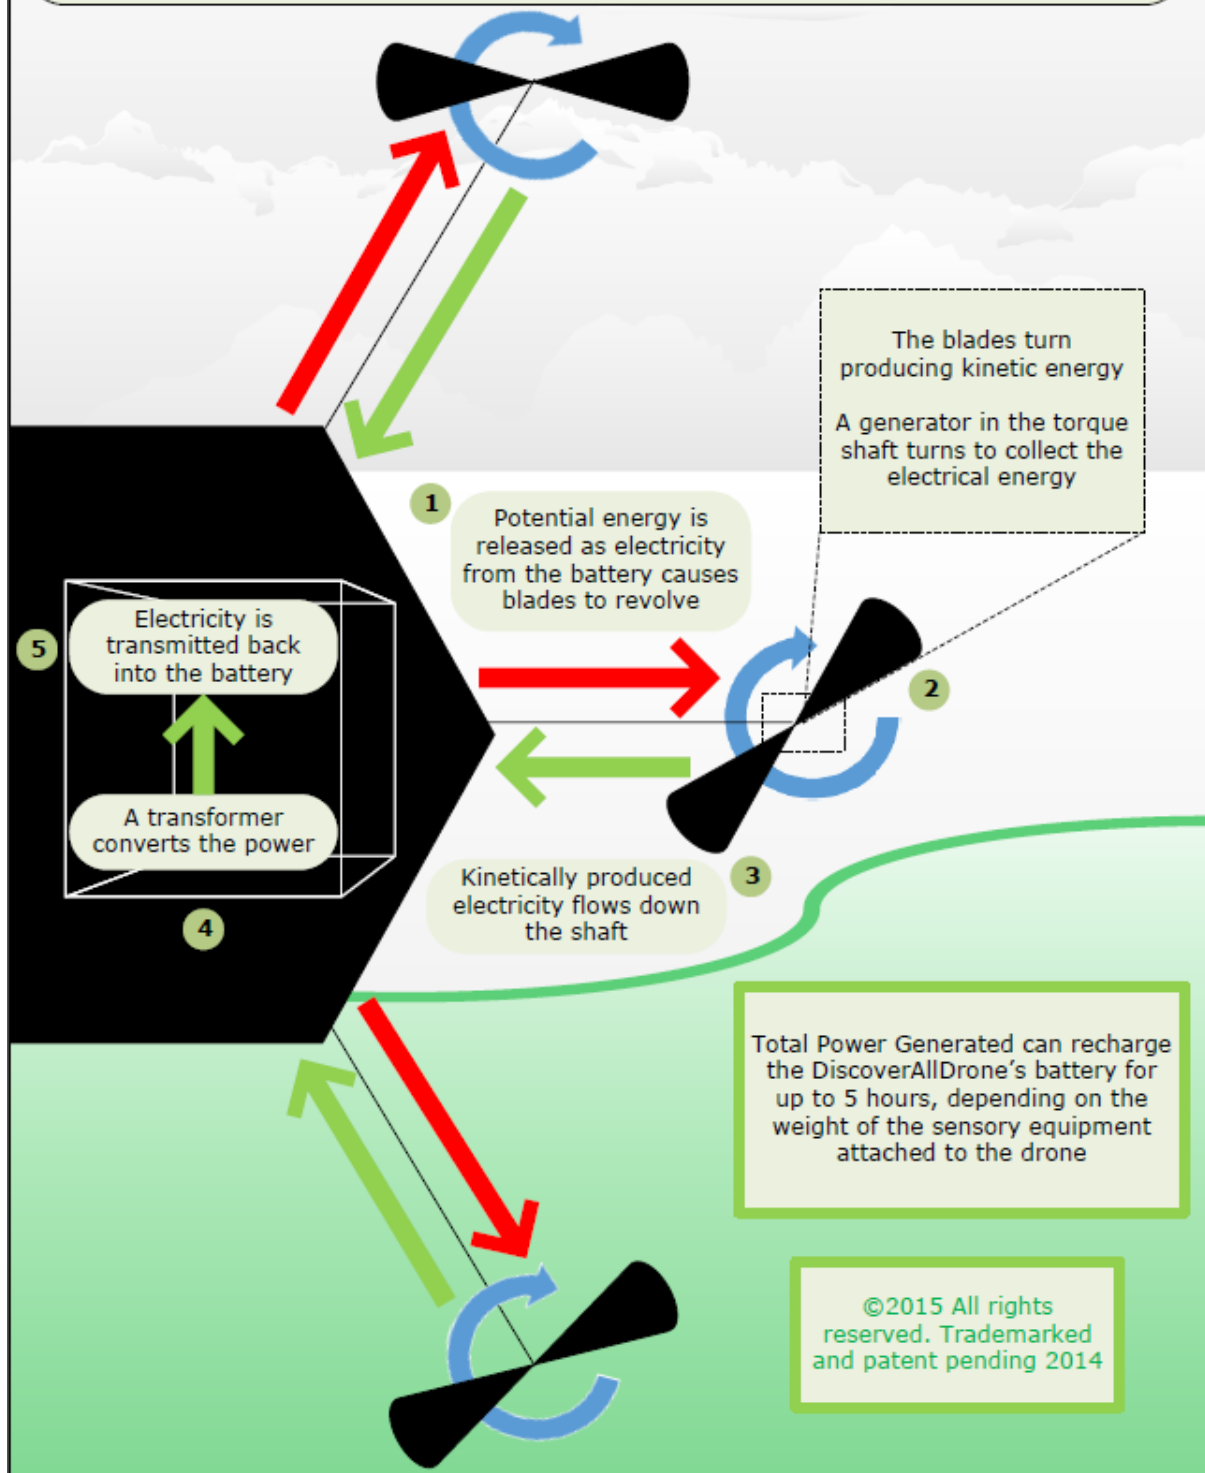 The blades turn
producing kinetic energy
A generator in the torque
shaft turns to collect the
electrical energy
1
Potential energy is
released as electricity
from the battery causes
blades to revolve
5
Electricity is
transmitted back
into the battery
2
A transformer
converts the power
4
Kinetically produced
electricity flows down
the shaft
3
Total Power Generated can recharge
the DiscoverAllDrone's battery for
up to 5 hours, depending on the
weight of the sensory equipment
attached to the drone
©2015 All rights
reserved. Trademarked
and patent pending 2014